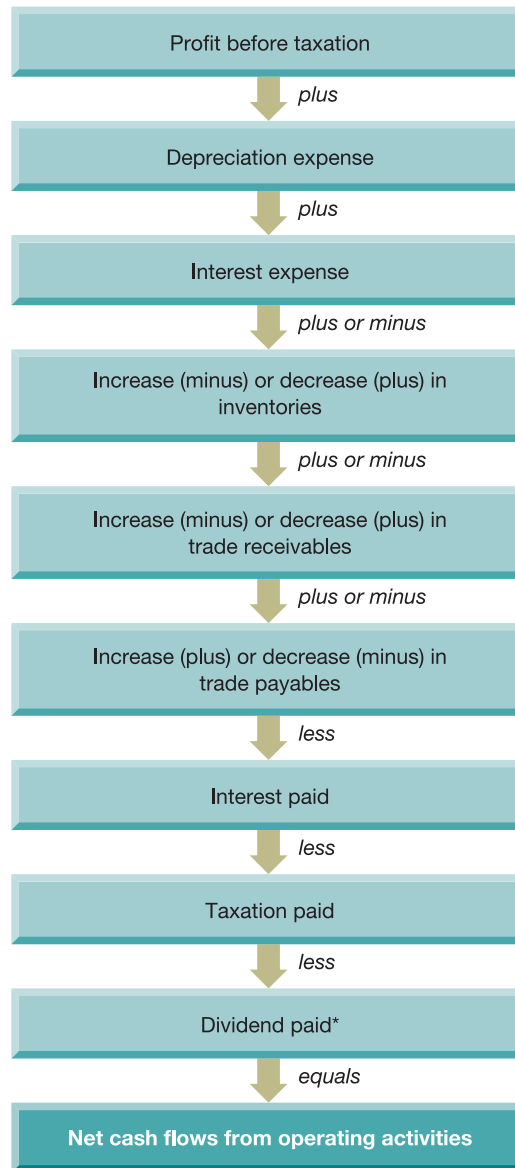 Profit before taxation
plus
Depreciation expense
plus
Interest expense
plus or minus
Increase (minus) or decrease (plus) in
inventories
plus or minus
Increase (minus) or decrease (plus) in
trade receivables
plus or minus
Increase (plus) or decrease (minus) in
trade payables
less
Interest paid
less
Taxation paid
less
Dividend paid*
equals
Net cash flows from operating activities